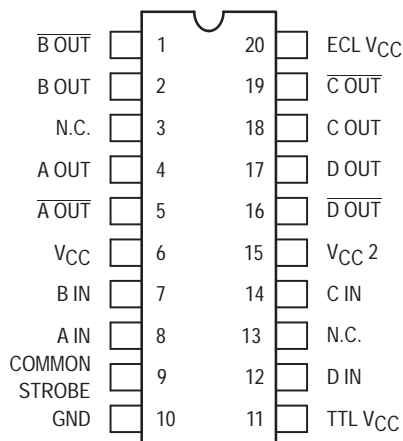 B OUT 1 20 ECL VCC
B OUT 2 19 C OUT
N.C. 3 18 C OUT
A OUT 4 17 D OUT
A OUT 5 16 D OUT
VCC 6 15 VCC 2
B IN 7 14 C IN
A IN 8 13 N.C.
COMMON
STROBE 9 12 D IN
GND 10 11 TTL VCC